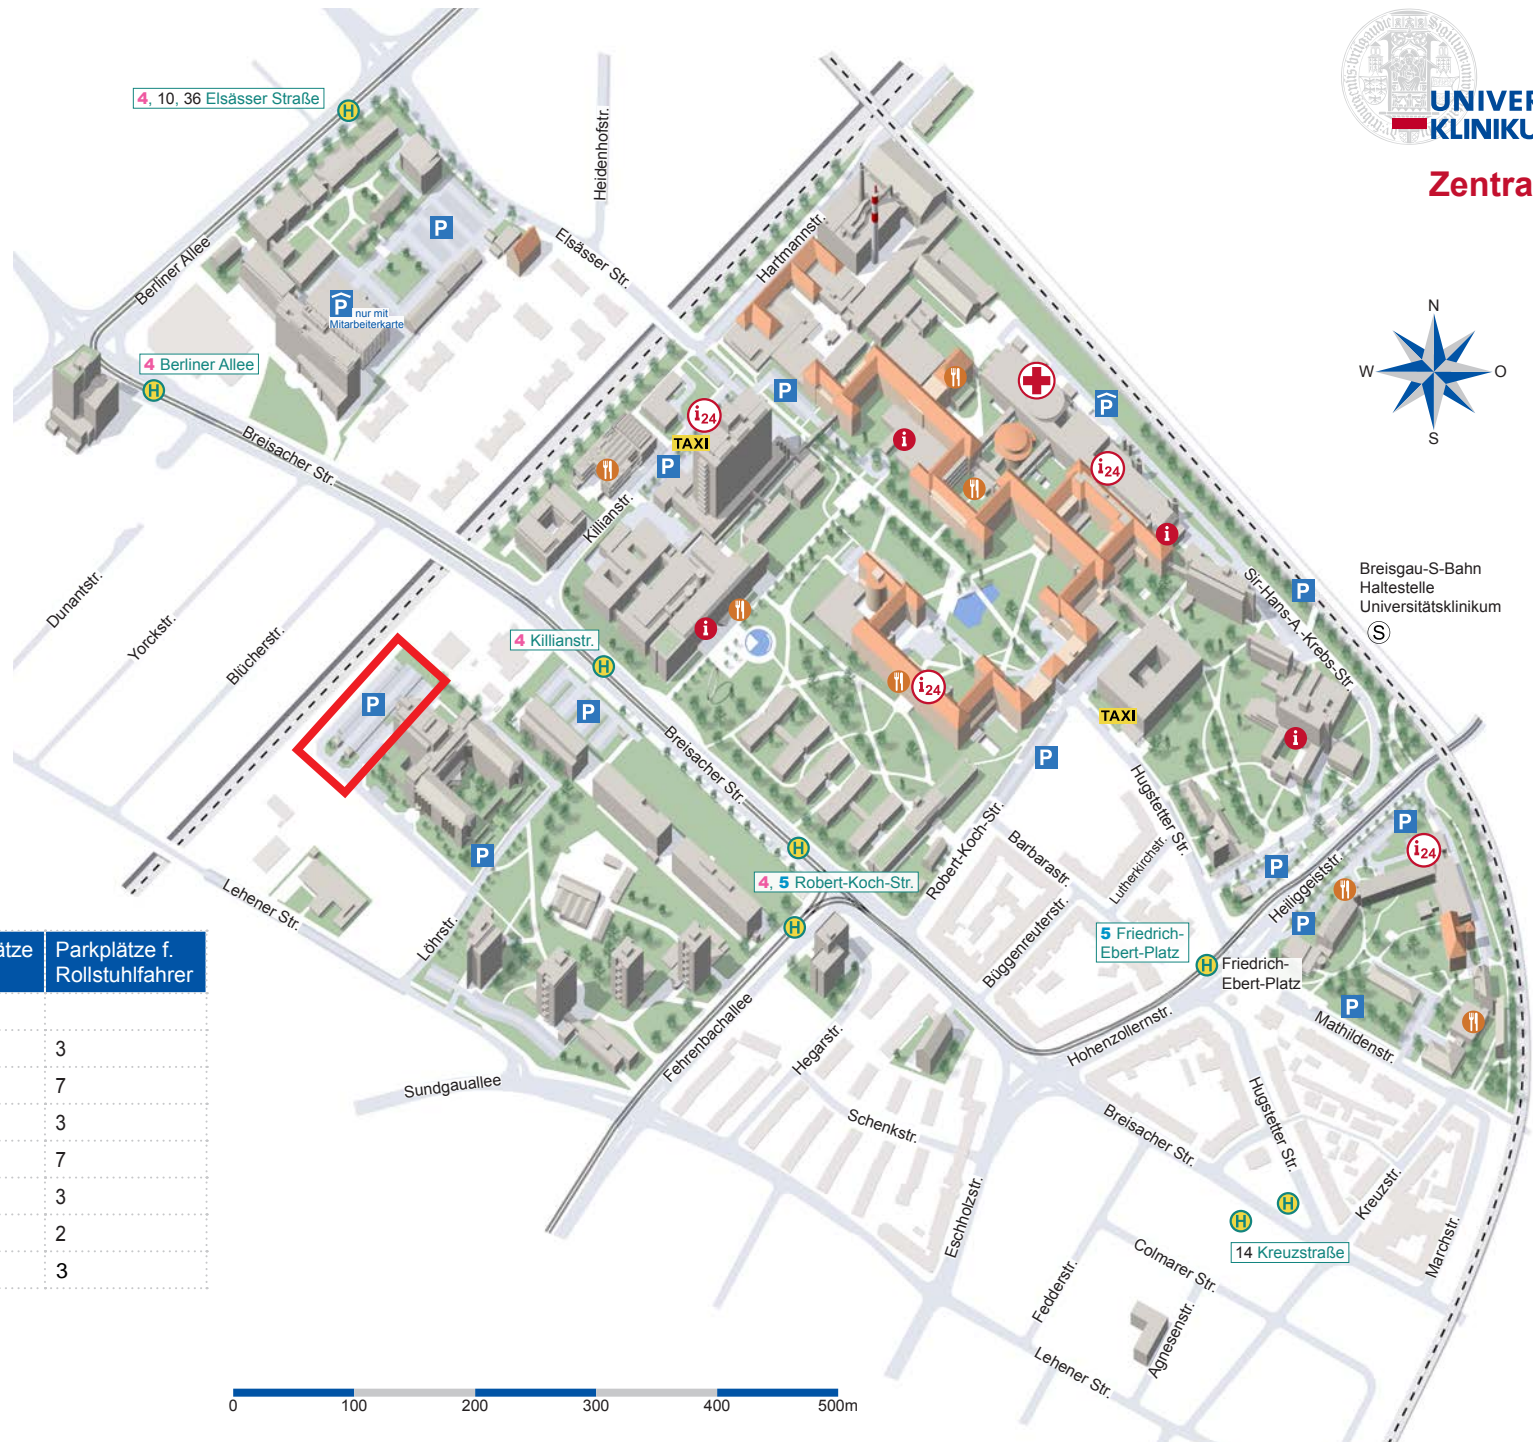 UNIVER
KLINIKU
Zentra
4, 10, 36 Elsässer Straße
H
Heidenhofstr.
P
Elsässer Str.
Hartmannstr.
Berliner Allee
P nur mit
Mitarbeiterkarte
N
W O
S
4 Berliner Allee
H
P
P
i24
TAXI
P
i
i24
Breisacher Str.
Killianstr.
i
Dunantstr.
Yorckstr.
Blücherstr.
Breisgau-S-Bahn
Haltestelle
Universitätsklinikum
S
P
Sir-Hans-A.-Krebs-Str.
4 Killianstr.
H
i
i24
P
P
TAXI
i
P
Breisacher Str.
Hugstetter Str.
Robert-Koch-Str.
Barbarastr.
Lutherkirchstr.
P
i24
H
P
P
4, 5 Robert-Koch-Str.
Heiliggeiststr.
Lehener Str.
Löhrstr.
H
Büggenreuterstr.
5 Friedrich-
Ebert-Platz
H
Friedrich-
Ebert-Platz
P
P
Mathildenstr.
ätze
Parkplätze f.
Rollstuhlfahrer
3
7
3
7
3
2
3
Fehrenbachallee
Hegarstr.
Hohenzollernstr.
Sundgauallee
Schenkstr.
Breisacher Str.
Hugstetter Str.
Eschholzstr.
Kreuzstr.
Marchstr.
H
H
14 Kreuzstraße
Colmarer Str.
Fedderstr.
Agnesenstr.
Lehener Str.
0 100 200 300 400 500m